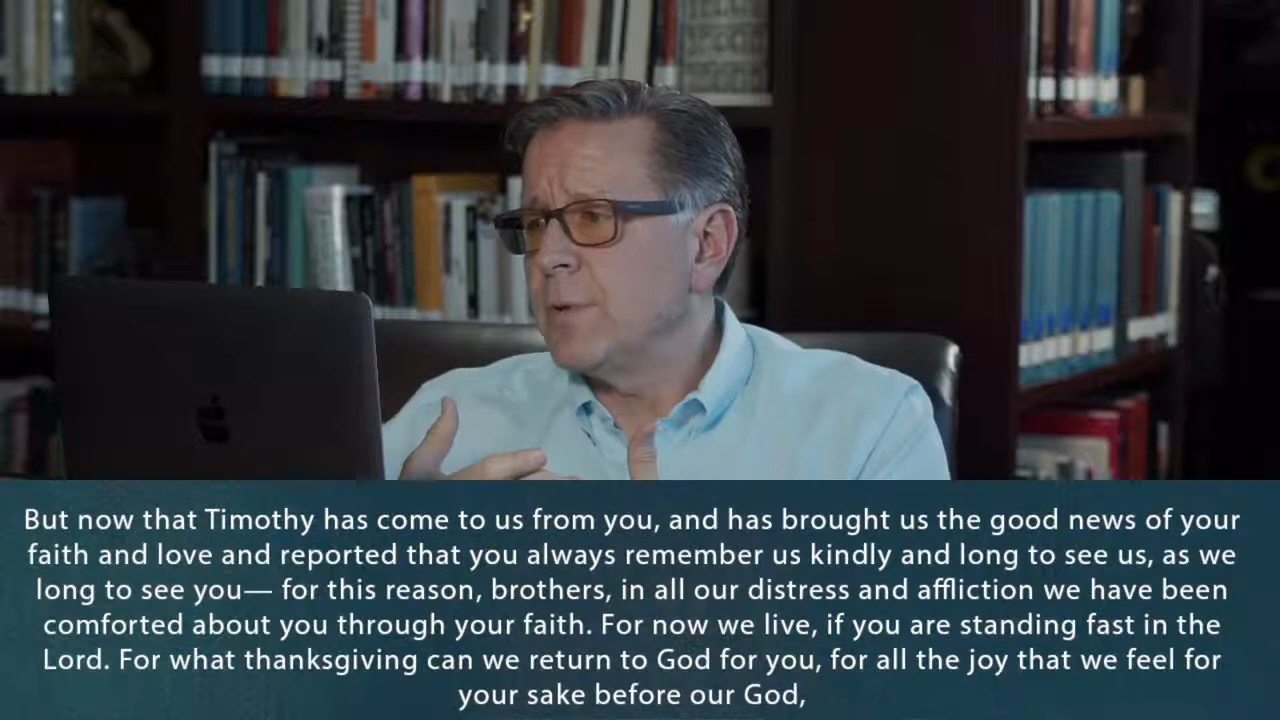 But now that Timothy has come to us from you, and has brought us the good news of your
faith and love and reported that you always remember us kindly and long to see us, as we
long to see you— for this reason, brothers, in all our distress and affliction we have been
comforted about you through your faith. For now we live, if you are standing fast in the
Lord. For what thanksgiving can we return to God for you, for all the joy that we feel for
your sake before our God,